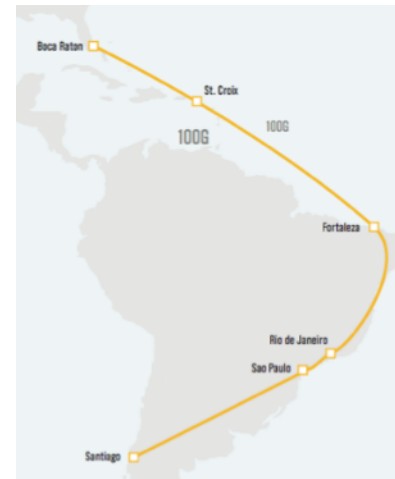 Boca Raton
St. Croix
100G
100G
Fortaleza
Rio de Janeiro
Sao Paulo
Santiago